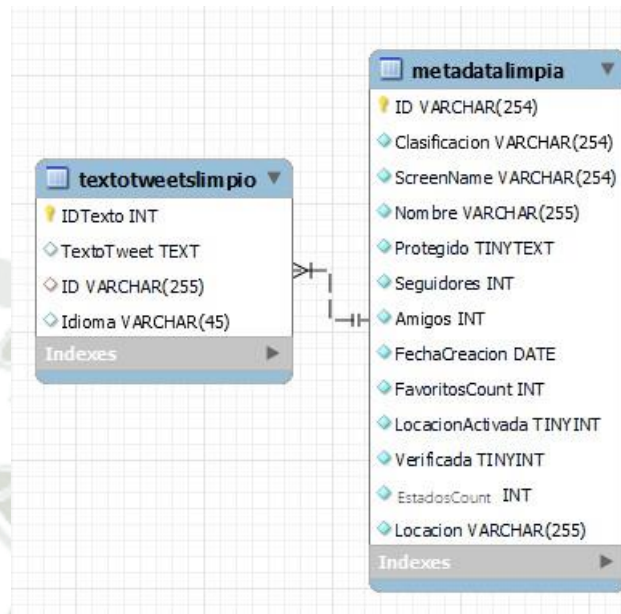 textotweetslimpio
IDTexto INT
TextoTweet TEXT
ID VARCHAR(255)
Idioma VARCHAR(45)
Indexes
metadatalimpia
ID VARCHAR(254)
Clasificacion VARCHAR(254)
ScreenName VARCHAR(254)
Nombre VARCHAR(255)
Protegido TINYTEXT
Seguidores INT
Amigos INT
FechaCreacion DATE
FavoritosCount INT
LocacionActivada TINYINT
Verificada TINYINT
EstadosCount INT
Locacion VARCHAR(255)
Indexes